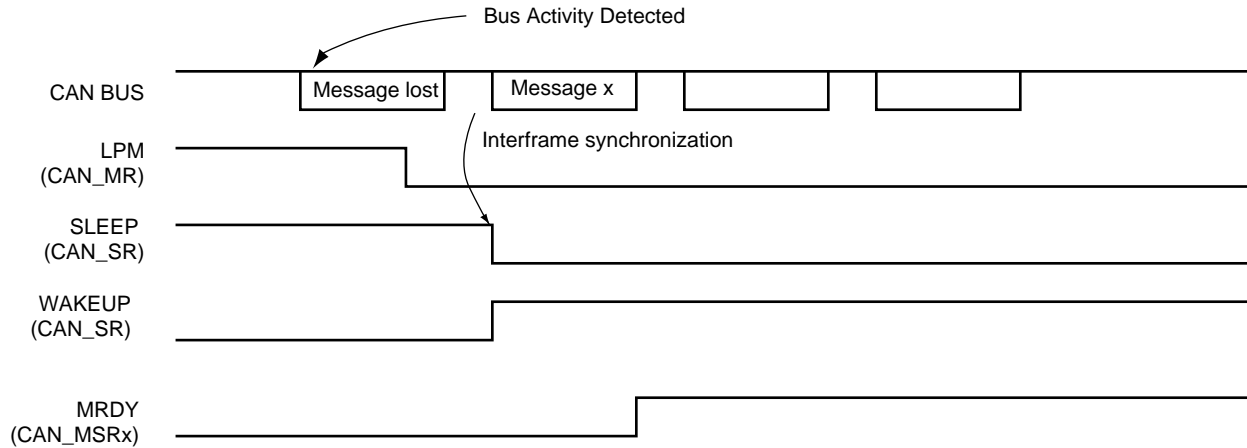 Bus Activity Detected
CAN BUS
Message lost
Message x
Interframe synchronization
LPM
(CAN_MR)
SLEEP
(CAN_SR)
WAKEUP
(CAN_SR)
MRDY
(CAN_MSRx)